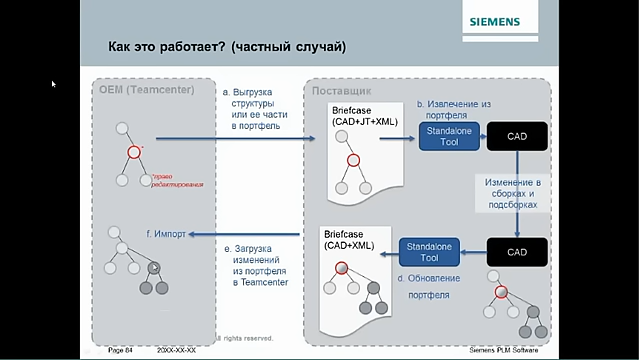 SIEMENS
Как это работает? (частный случай)
OEM (Teamcenter)
*право
редактирования
f. Импорт
a. Выгрузка
структуры
или ее части
в портфель
e. Загрузка
изменений
из портфеля
в Teamcenter
Поставщик
Briefcase
(CAD+JT+XML)
b. Извлечение из
портфеля
Standalone
Tool
CAD
Изменение в
сборках и
подсборках
Briefcase
(CAD+XML)
Standalone
Tool
CAD
d. Обновление
портфеля
ll rights reserved.
Page 84
20XX-XX-XX
Siemens PLM Software